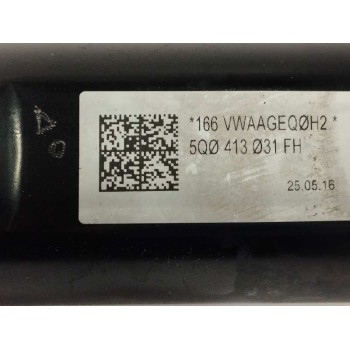 *166 VWAAGEQØH2 *
5QØ 413 Ø31 FH
25.05.16